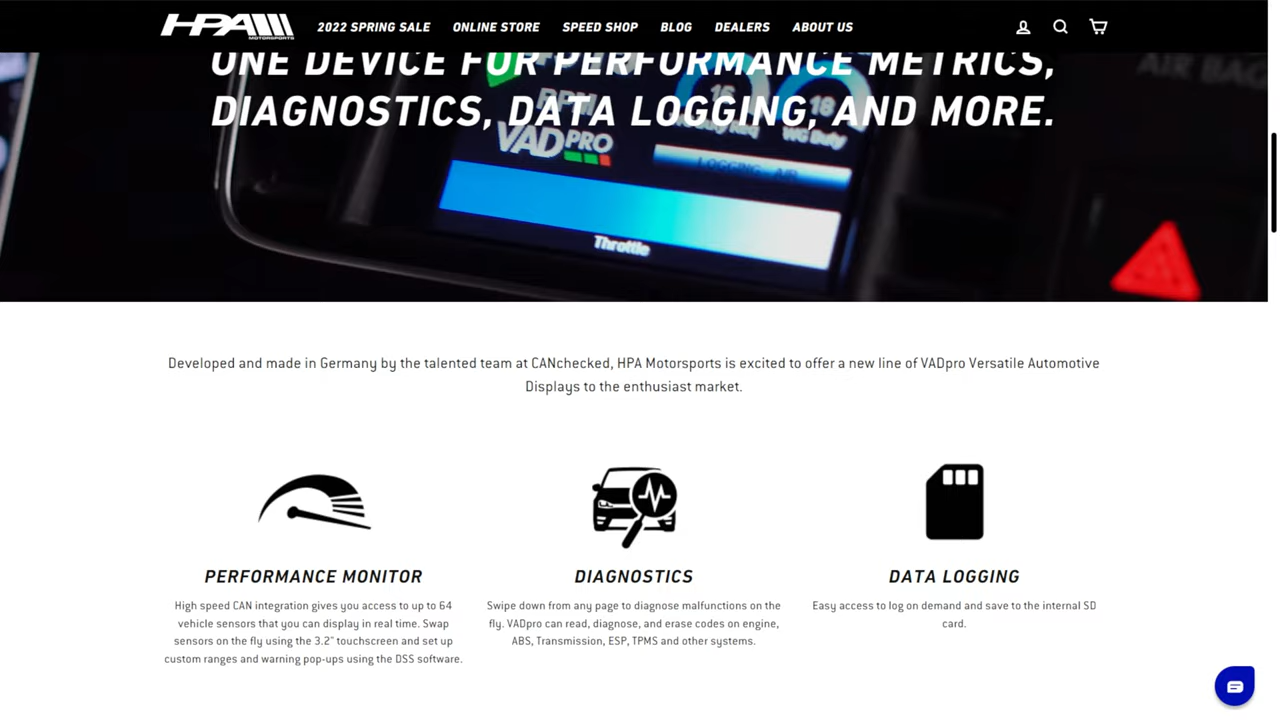 HPA
MOTORSPORTS
2022 SPRING SALE
ONLINE STORE
SPEED SHOP
BLOG
DEALERS
ABOUT US
ONE DEVICE FOR PERFORMANCE METRICS,
DIAGNOSTICS, DATA LOGGING, AND MORE.
AIR BAG
16
18
WG Duty
VADPRO
LOGGING
Throttle
Developed and made in Germany by the talented team at CANchecked, HPA Motorsports is excited to offer a new line of VADpro Versatile Automotive
Displays to the enthusiast market.
PERFORMANCE MONITOR
High speed CAN integration gives you access to up to 64
vehicle sensors that you can display in real time. Swap
sensors on the fly using the 3.2" touchscreen and set up
custom ranges and warning pop-ups using the DSS software.
DIAGNOSTICS
Swipe down from any page to diagnose malfunctions on the
fly. VADpro can read, diagnose, and erase codes on engine,
ABS, Transmission, ESP, TPMS and other systems.
DATA LOGGING
Easy access to log on demand and save to the internal SD
card.